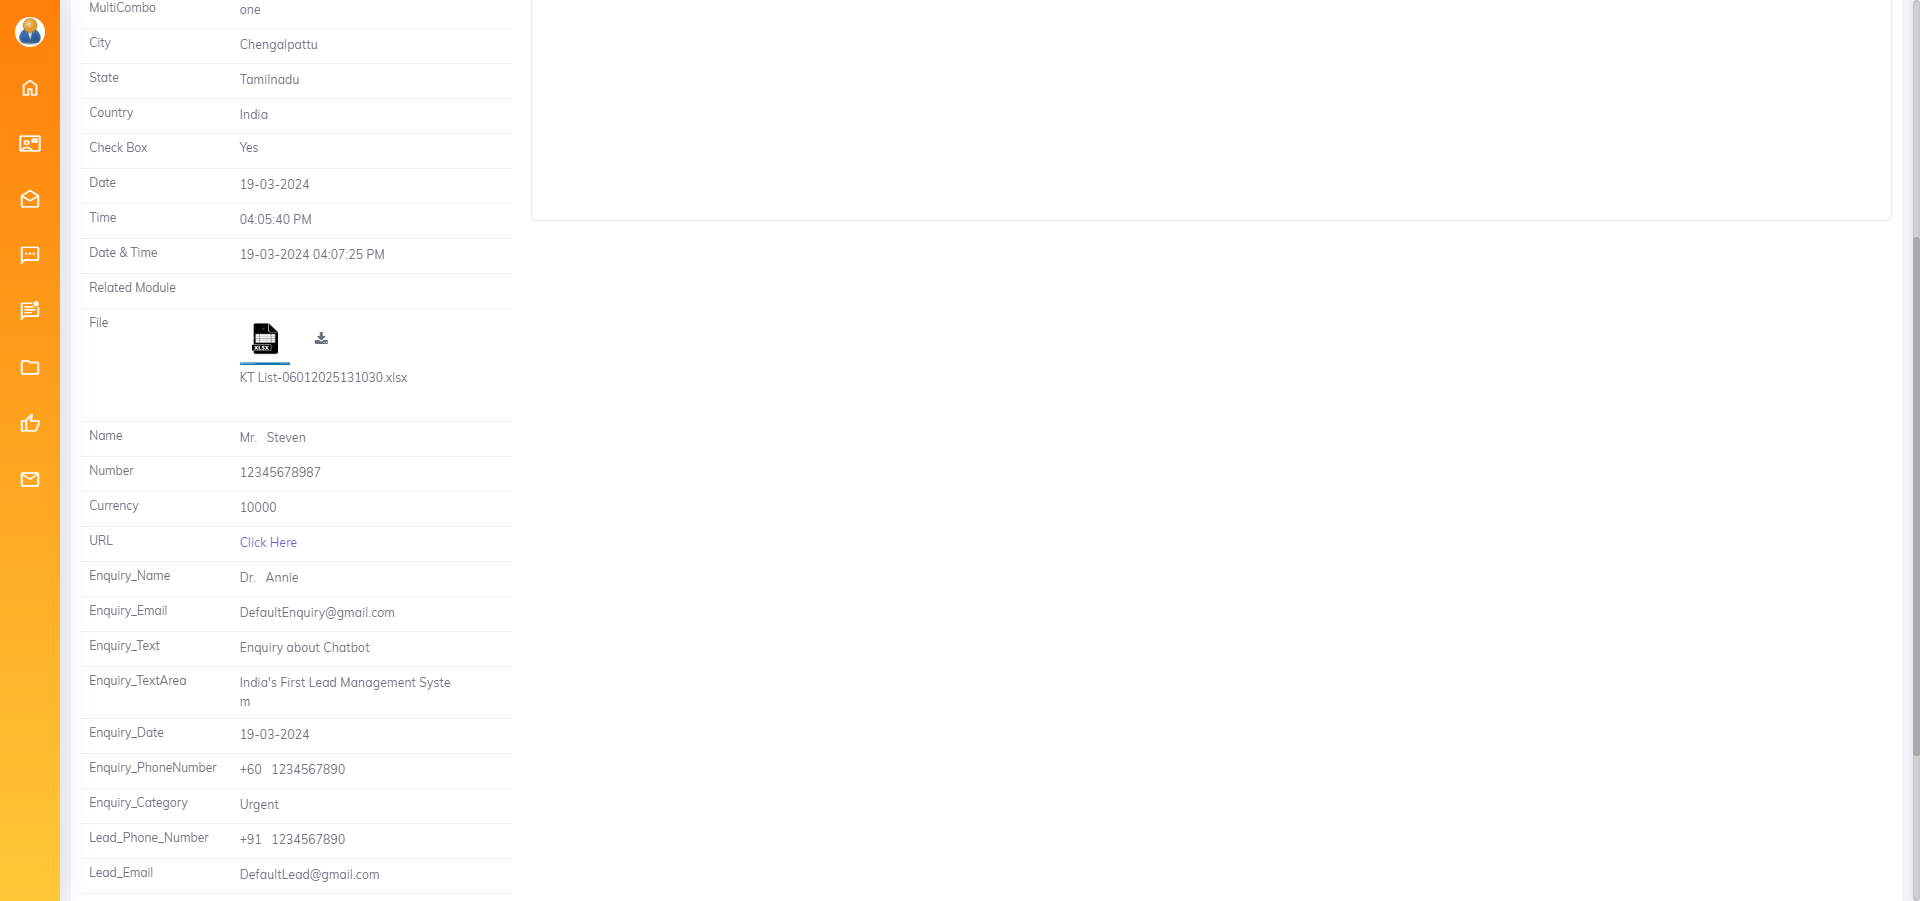 MultiCombo one
City Chengalpattu
State Tamilnadu
Country India
Check Box Yes
Date 19-03-2024
Time 04:05:40 PM
Date & Time 19-03-2024 04:07:25 PM
Related Module
File
XLSX
KT List-06012025131030.xlsx
Name Mr. Steven
Number 12345678987
Currency 10000
URL Click Here
Enquiry_Name Dr. Annie
Enquiry_Email DefaultEnquiry@gmail.com
Enquiry_Text Enquiry about Chatbot
Enquiry_TextArea India's First Lead Management Syste
m
Enquiry_Date 19-03-2024
Enquiry_PhoneNumber +60 1234567890
Enquiry_Category Urgent
Lead_Phone_Number +91 1234567890
Lead_Email DefaultLead@gmail.com